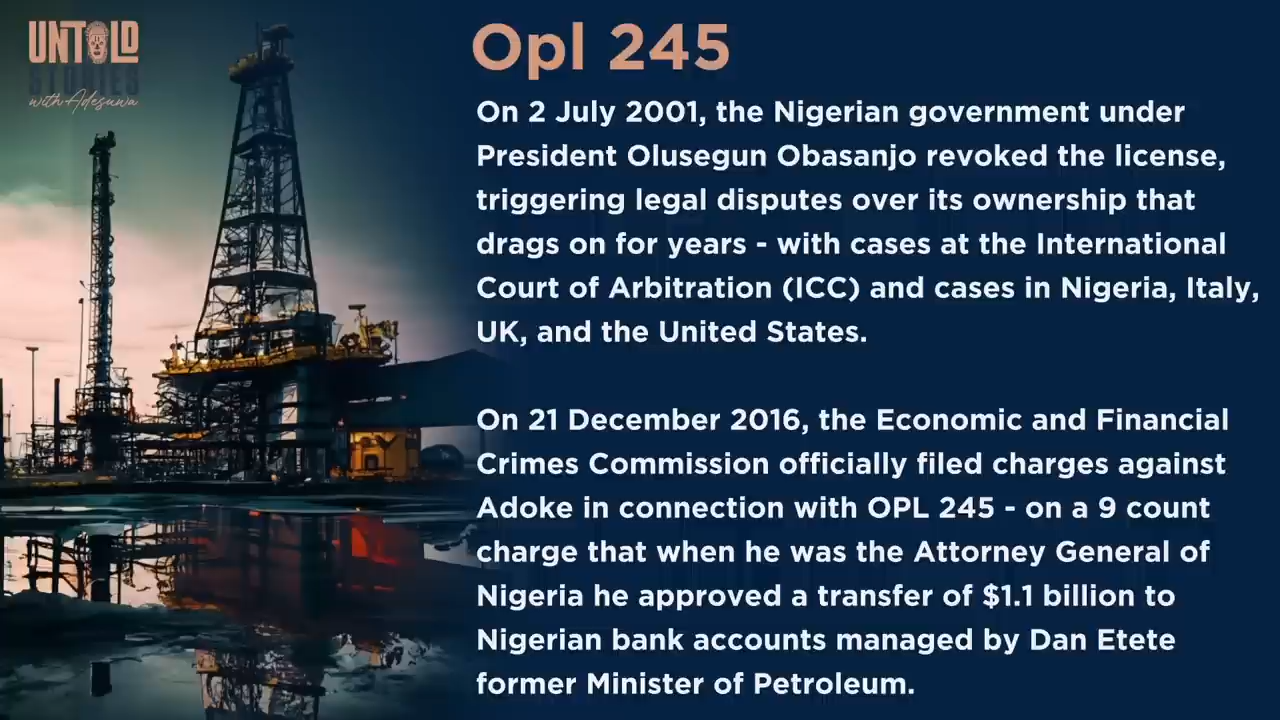 UNTOLD
STORIES
with Adesuwa
Opl 245
On 2 July 2001, the Nigerian government under
President Olusegun Obasanjo revoked the license,
triggering legal disputes over its ownership that
drags on for years - with cases at the International
Court of Arbitration (ICC) and cases in Nigeria, Italy,
UK, and the United States.
On 21 December 2016, the Economic and Financial
Crimes Commission officially filed charges against
Adoke in connection with OPL 245 - on a 9 count
charge that when he was the Attorney General of
Nigeria he approved a transfer of $1.1 billion to
Nigerian bank accounts managed by Dan Etete
former Minister of Petroleum.